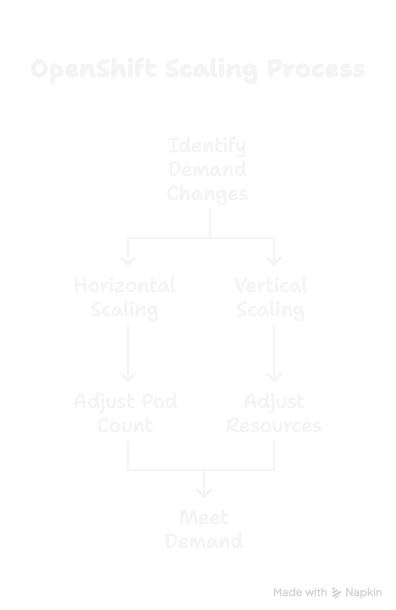 OpenShift Scaling Process
Identify
Demand
Changes
Horizontal
Scaling
Vertical
Scaling
Adjust Pod
Count
Adjust
Resources
Meet
Demand
Made with Napkin